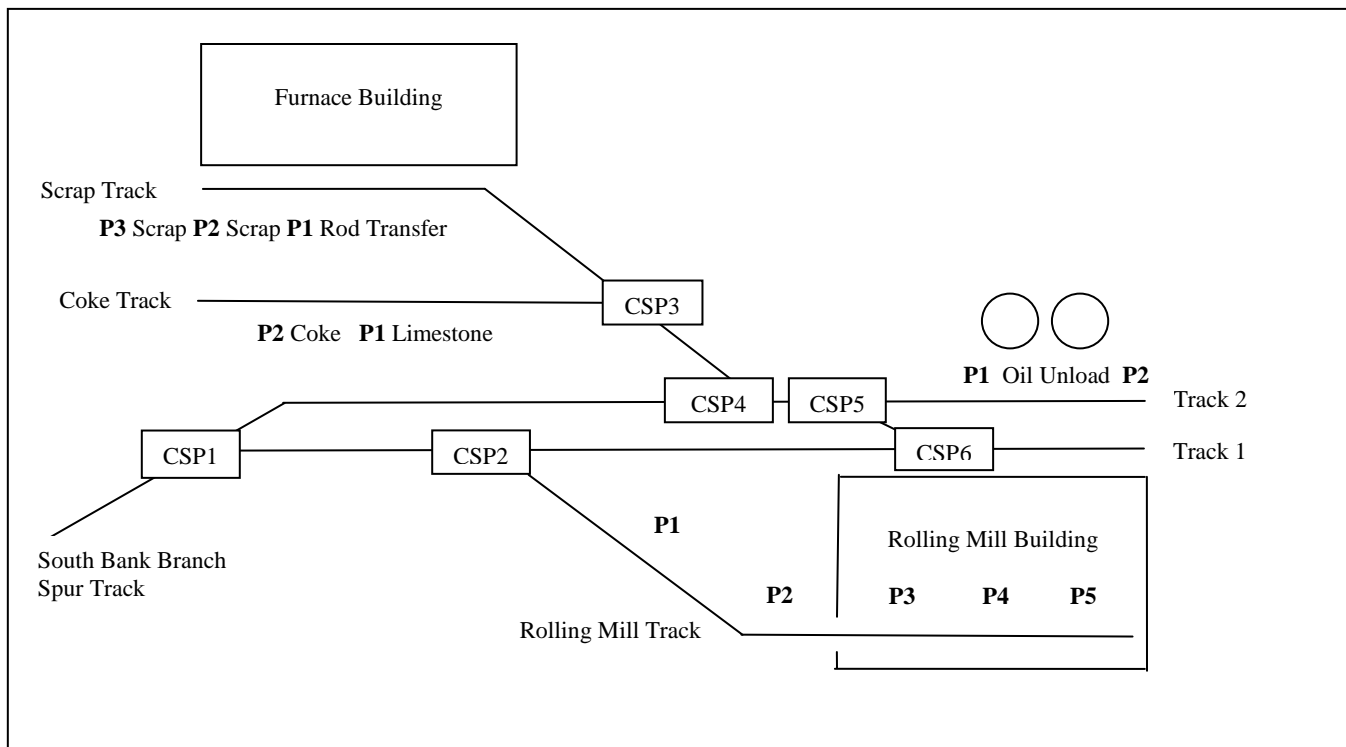 Furnace Building
Scrap Track
P3 Scrap P2 Scrap P1 Rod Transfer
Coke Track
CSP3
P2 Coke P1 Limestone
P1 Oil Unload P2
CSP4
CSP5
Track 2
CSP1
CSP2
CSP6
Track 1
P1
South Bank Branch
Spur Track
Rolling Mill Building
P2
P3
P4
P5
Rolling Mill Track